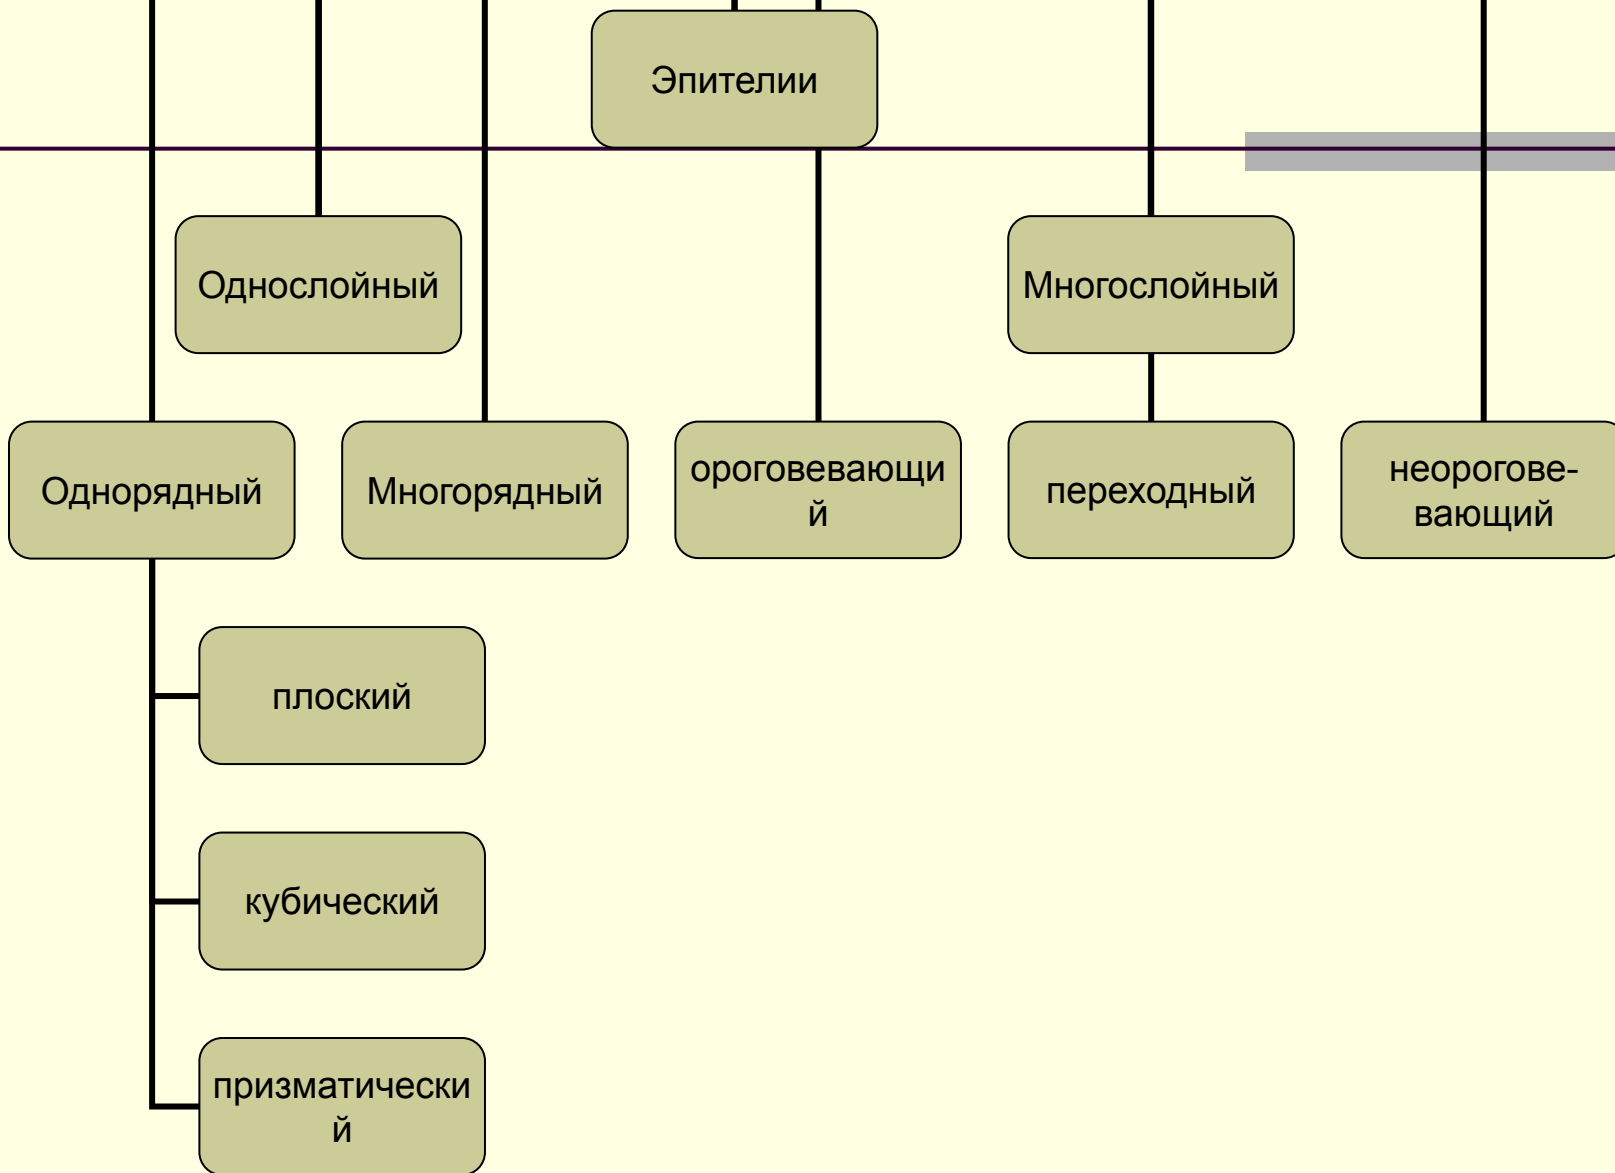 Эпителии
Однослойный
Многослойный
Однорядный
Многорядный
ороговевающи
й
переходный
неорогове-
вающий
плоский
кубический
призматически
й